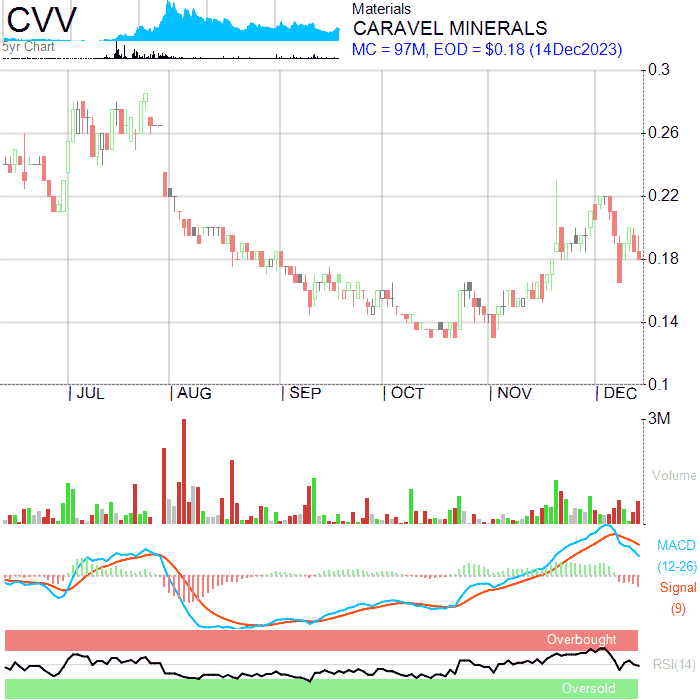 CVV
5yr Chart
Materials
CARAVEL MINERALS
MC = 97M, EOD = $0.18 (14Dec2023)
0.3
0.26
0.22
0.18
0.14
0.1
JUL AUG SEP OCT NOV DEC
3M
Volume
MACD
(12-26)
Signal
(9)
Overbought
RSI(14)
Oversold